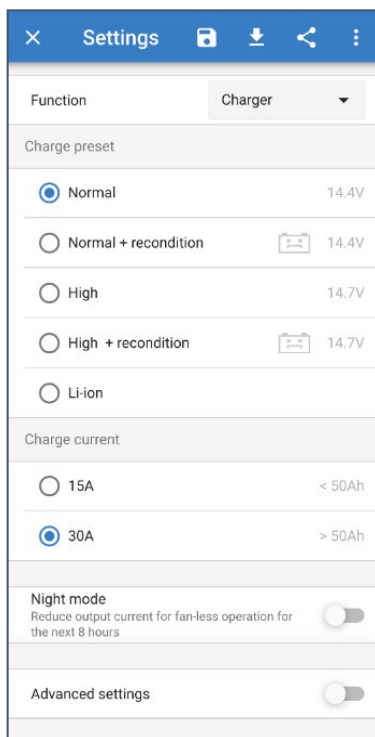 Settings
Function Charger
Charge preset
Normal 14.4V
Normal + recondition 14.4V
High 14.7V
High + recondition 14.7V
Li-ion
Charge current
15A < 50Ah
30A > 50Ah
Night mode
Reduce output current for fan-less operation for
the next 8 hours
Advanced settings